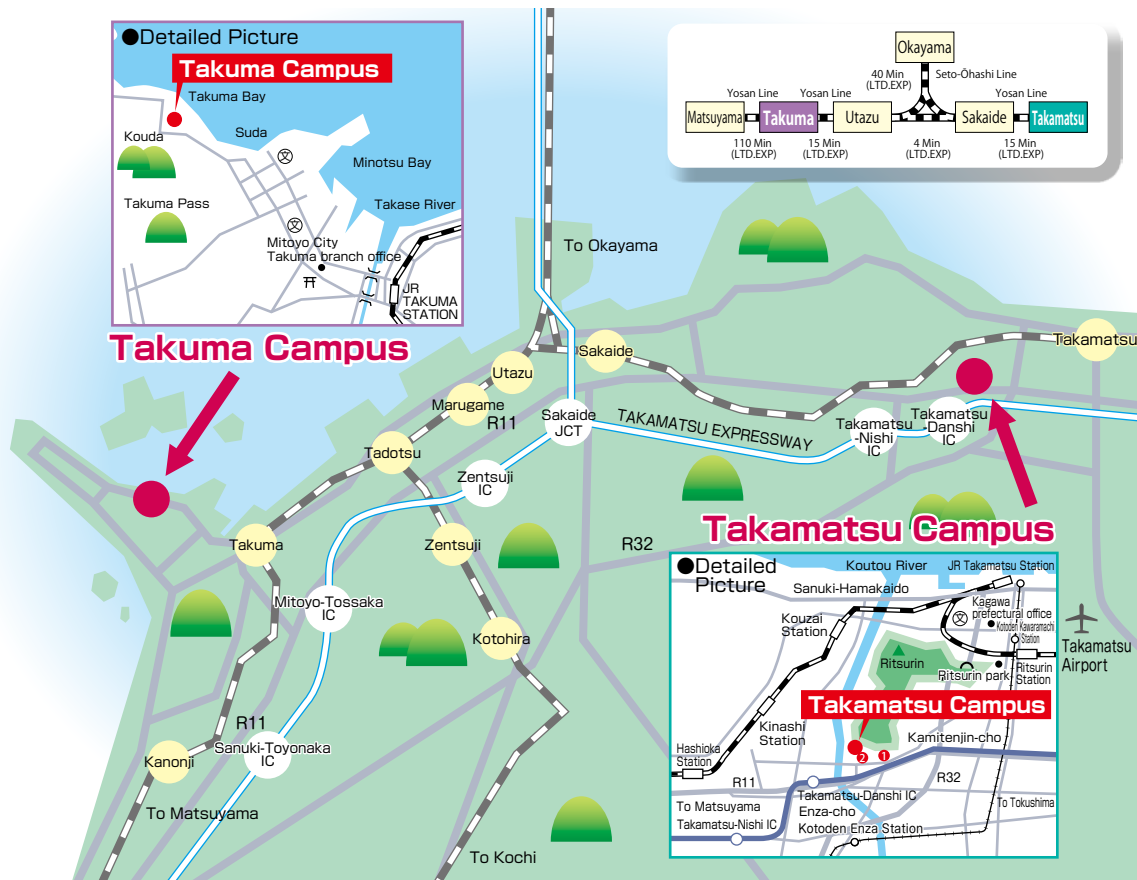 ●Detailed Picture
Takuma Campus
Takuma Bay
Suda
Kouda
Minotsu Bay
Takuma Pass
Takase River
文
文
Mitoyo City
Takuma branch office
JR
TAKUMA
STATION
Okayama
40 Min
(LTD.EXP)
Seto-Ōhashi Line
Yosan Line
Yosan Line
Yosan Line
Matsuyama
Takuma
Utazu
Sakaide
Takamatsu
110 Min
(LTD.EXP)
15 Min
(LTD.EXP)
4 Min
(LTD.EXP)
15 Min
(LTD.EXP)
To Okayama
Takuma Campus
Takamatsu
Sakaide
Utazu
Marugame
R11
Sakaide
JCT
TAKAMATSU EXPRESSWAY
Takamatsu
-Nishi IC
Takamatsu
-Danshi
IC
Tadotsu
Zentsuji
IC
Takuma
Zentsuji
R32
Takamatsu Campus
Mitoyo-Tossaka
IC
Kotohira
R11
Sanuki-Toyonaka
IC
Kanonji
To Matsuyama
To Kochi
Takamatsu
Airport
●Detailed
Picture
Koutou River
JR Takamatsu Station
Sanuki-Hamakaido
Kouzai
Station
文
Kagawa
prefectural office
Kotoden Kawaramachi
Station
Ritsurin
Ritsurin park
Ritsurin
Station
Takamatsu Campus
Kinashi
Station
Kamitenjin-cho
Hashioka
Station
2
1
R11
R32
Takamatsu-Danshi IC
To Matsuyama
Enza-cho
To Tokushima
Takamatsu-Nishi IC
Kotoden Enza Station